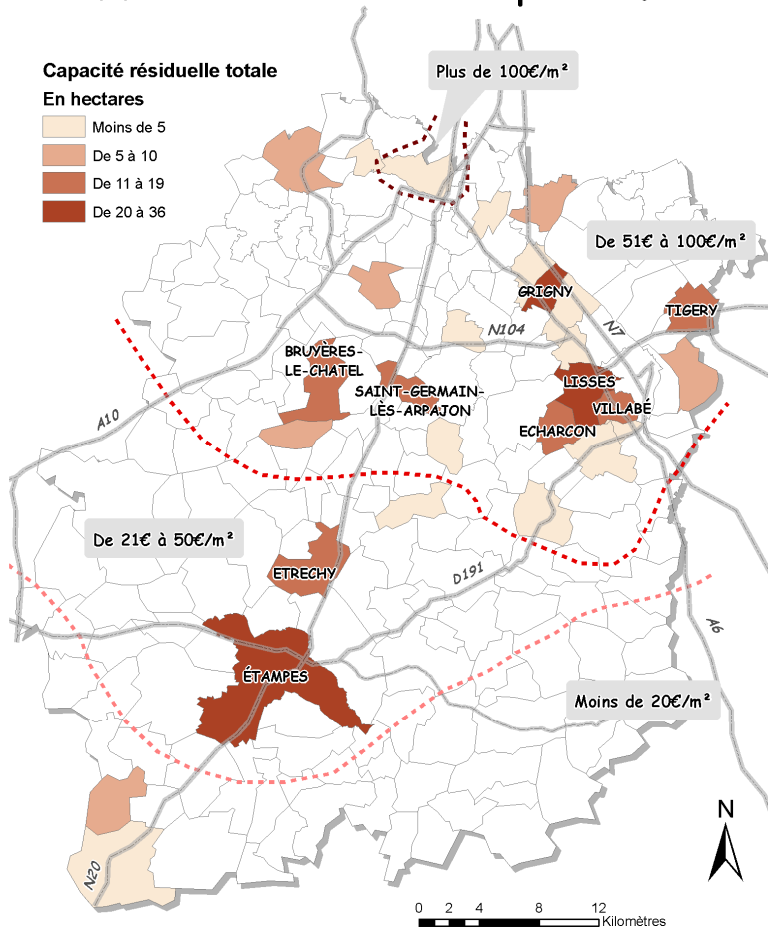 Capacité résiduelle totale
En hectares
Moins de 5
De 5 à 10
De 11 à 19
De 20 à 36
Plus de 100€/m²
De 51€ à 100€/m²
GRIGNY
TIGERY
N104
N7
BRUYÈRES-
LE-CHATEL
SAINT-GERMAIN-
LÈS-ARPAJON
LISSES
VILLABÉ
ECHARCON
A10
De 21€ à 50€/m²
ETRECHY
D191
A6
ÉTAMPES
Moins de 20€/m²
N20
N
0 2 4 8 12
Kilomètres